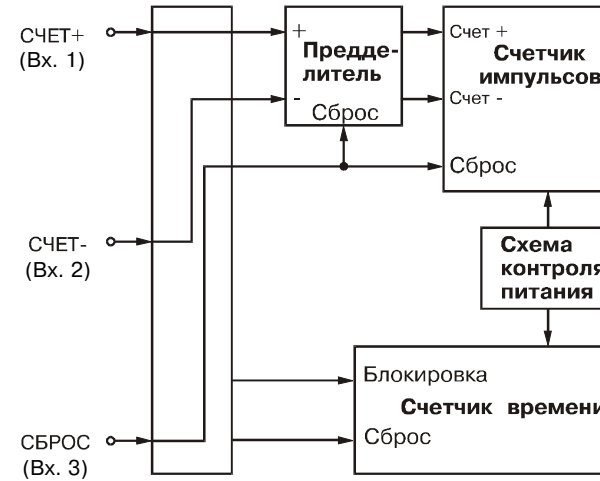 СЧЕТ+
(Вх. 1)
+
Предде-
литель
-
Сброс
Счет +
Счетчик
импульсов
Счет -
Сброс
СЧЕТ-
(Вх. 2)
Схема
контроля
питания
Блокировка
Счетчик времени
Сброс
СБРОС
(Вх. 3)